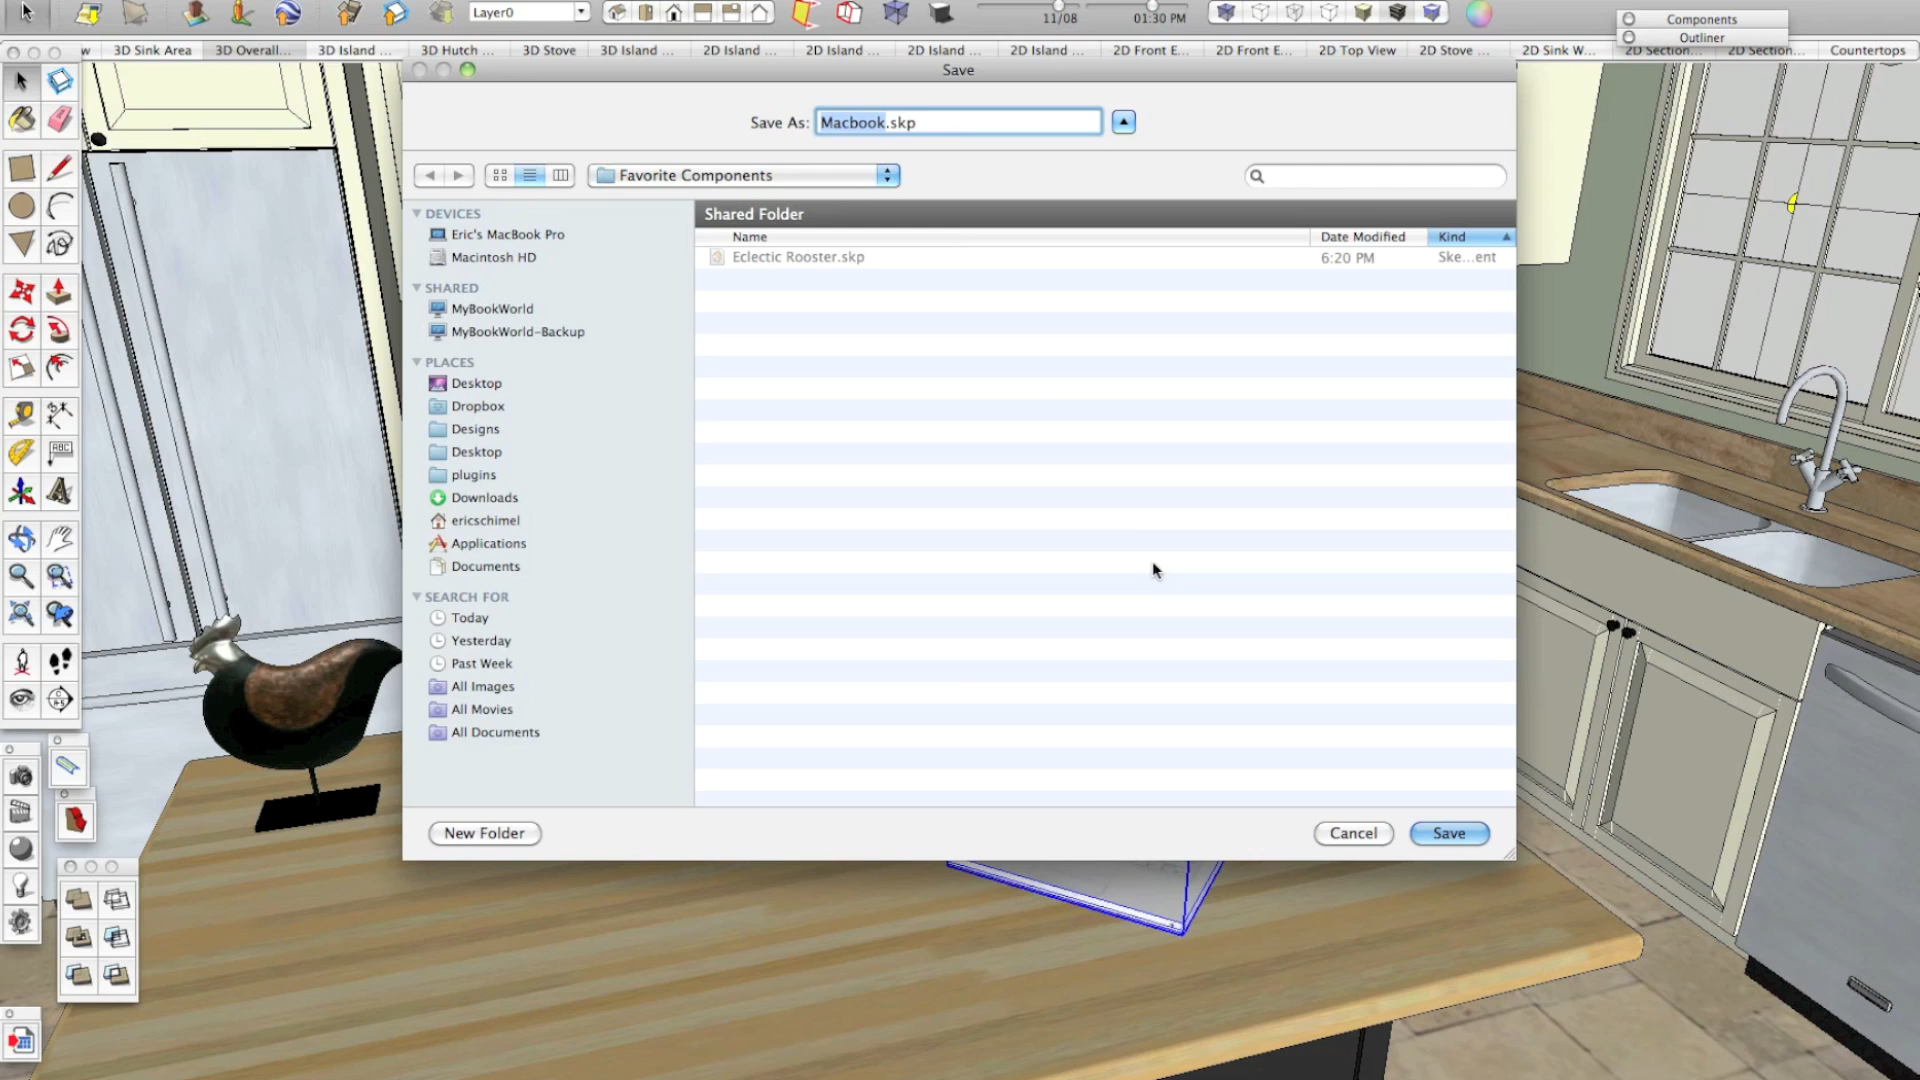 Layer0
11/08
01:30 PM
Components
Outliner
w
3D Sink Area
3D Overall...
3D Island ...
3D Hutch ...
3D Stove
3D Island ...
2D Island ...
2D Island ...
2D Island ...
2D Island ...
2D Front E...
2D Front E...
2D Top View
2D Stove ...
2D Sink W...
2D Section...
2D Section...
Countertops
Save
Save As: Macbook.skp
Favorite Components
DEVICES
Eric's MacBook Pro
Macintosh HD
SHARED
MyBookWorld
MyBookWorld-Backup
PLACES
Desktop
Dropbox
Designs
Desktop
plugins
Downloads
ericschimel
Applications
Documents
SEARCH FOR
Today
Yesterday
Past Week
All Images
All Movies
All Documents
Shared Folder
Name Date Modified Kind
Eclectic Rooster.skp 6:20 PM Ske...ent
New Folder
Cancel
Save
ABC